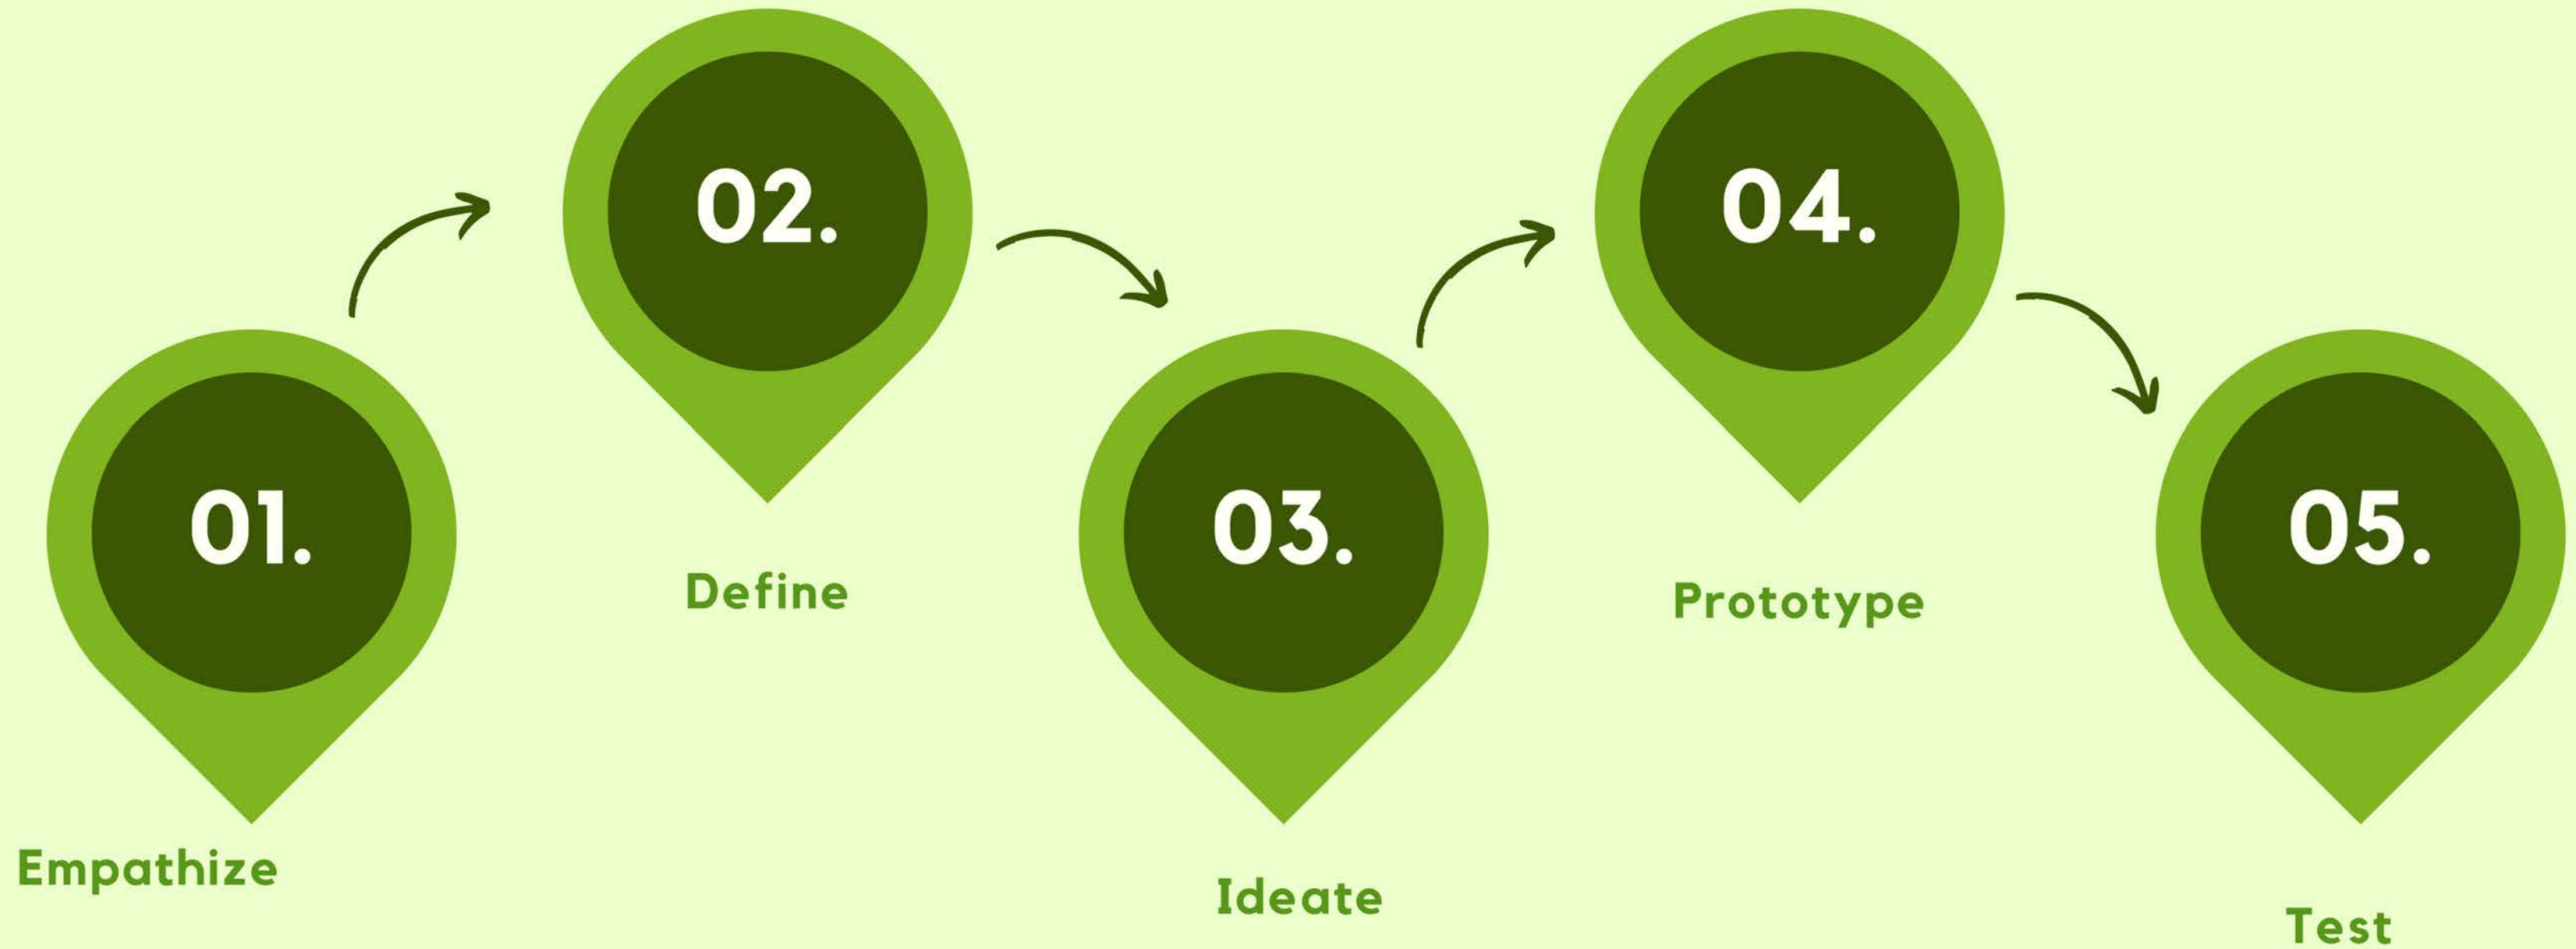 01.
Empathize
02.
Define
03.
Ideate
04.
Prototype
05.
Test